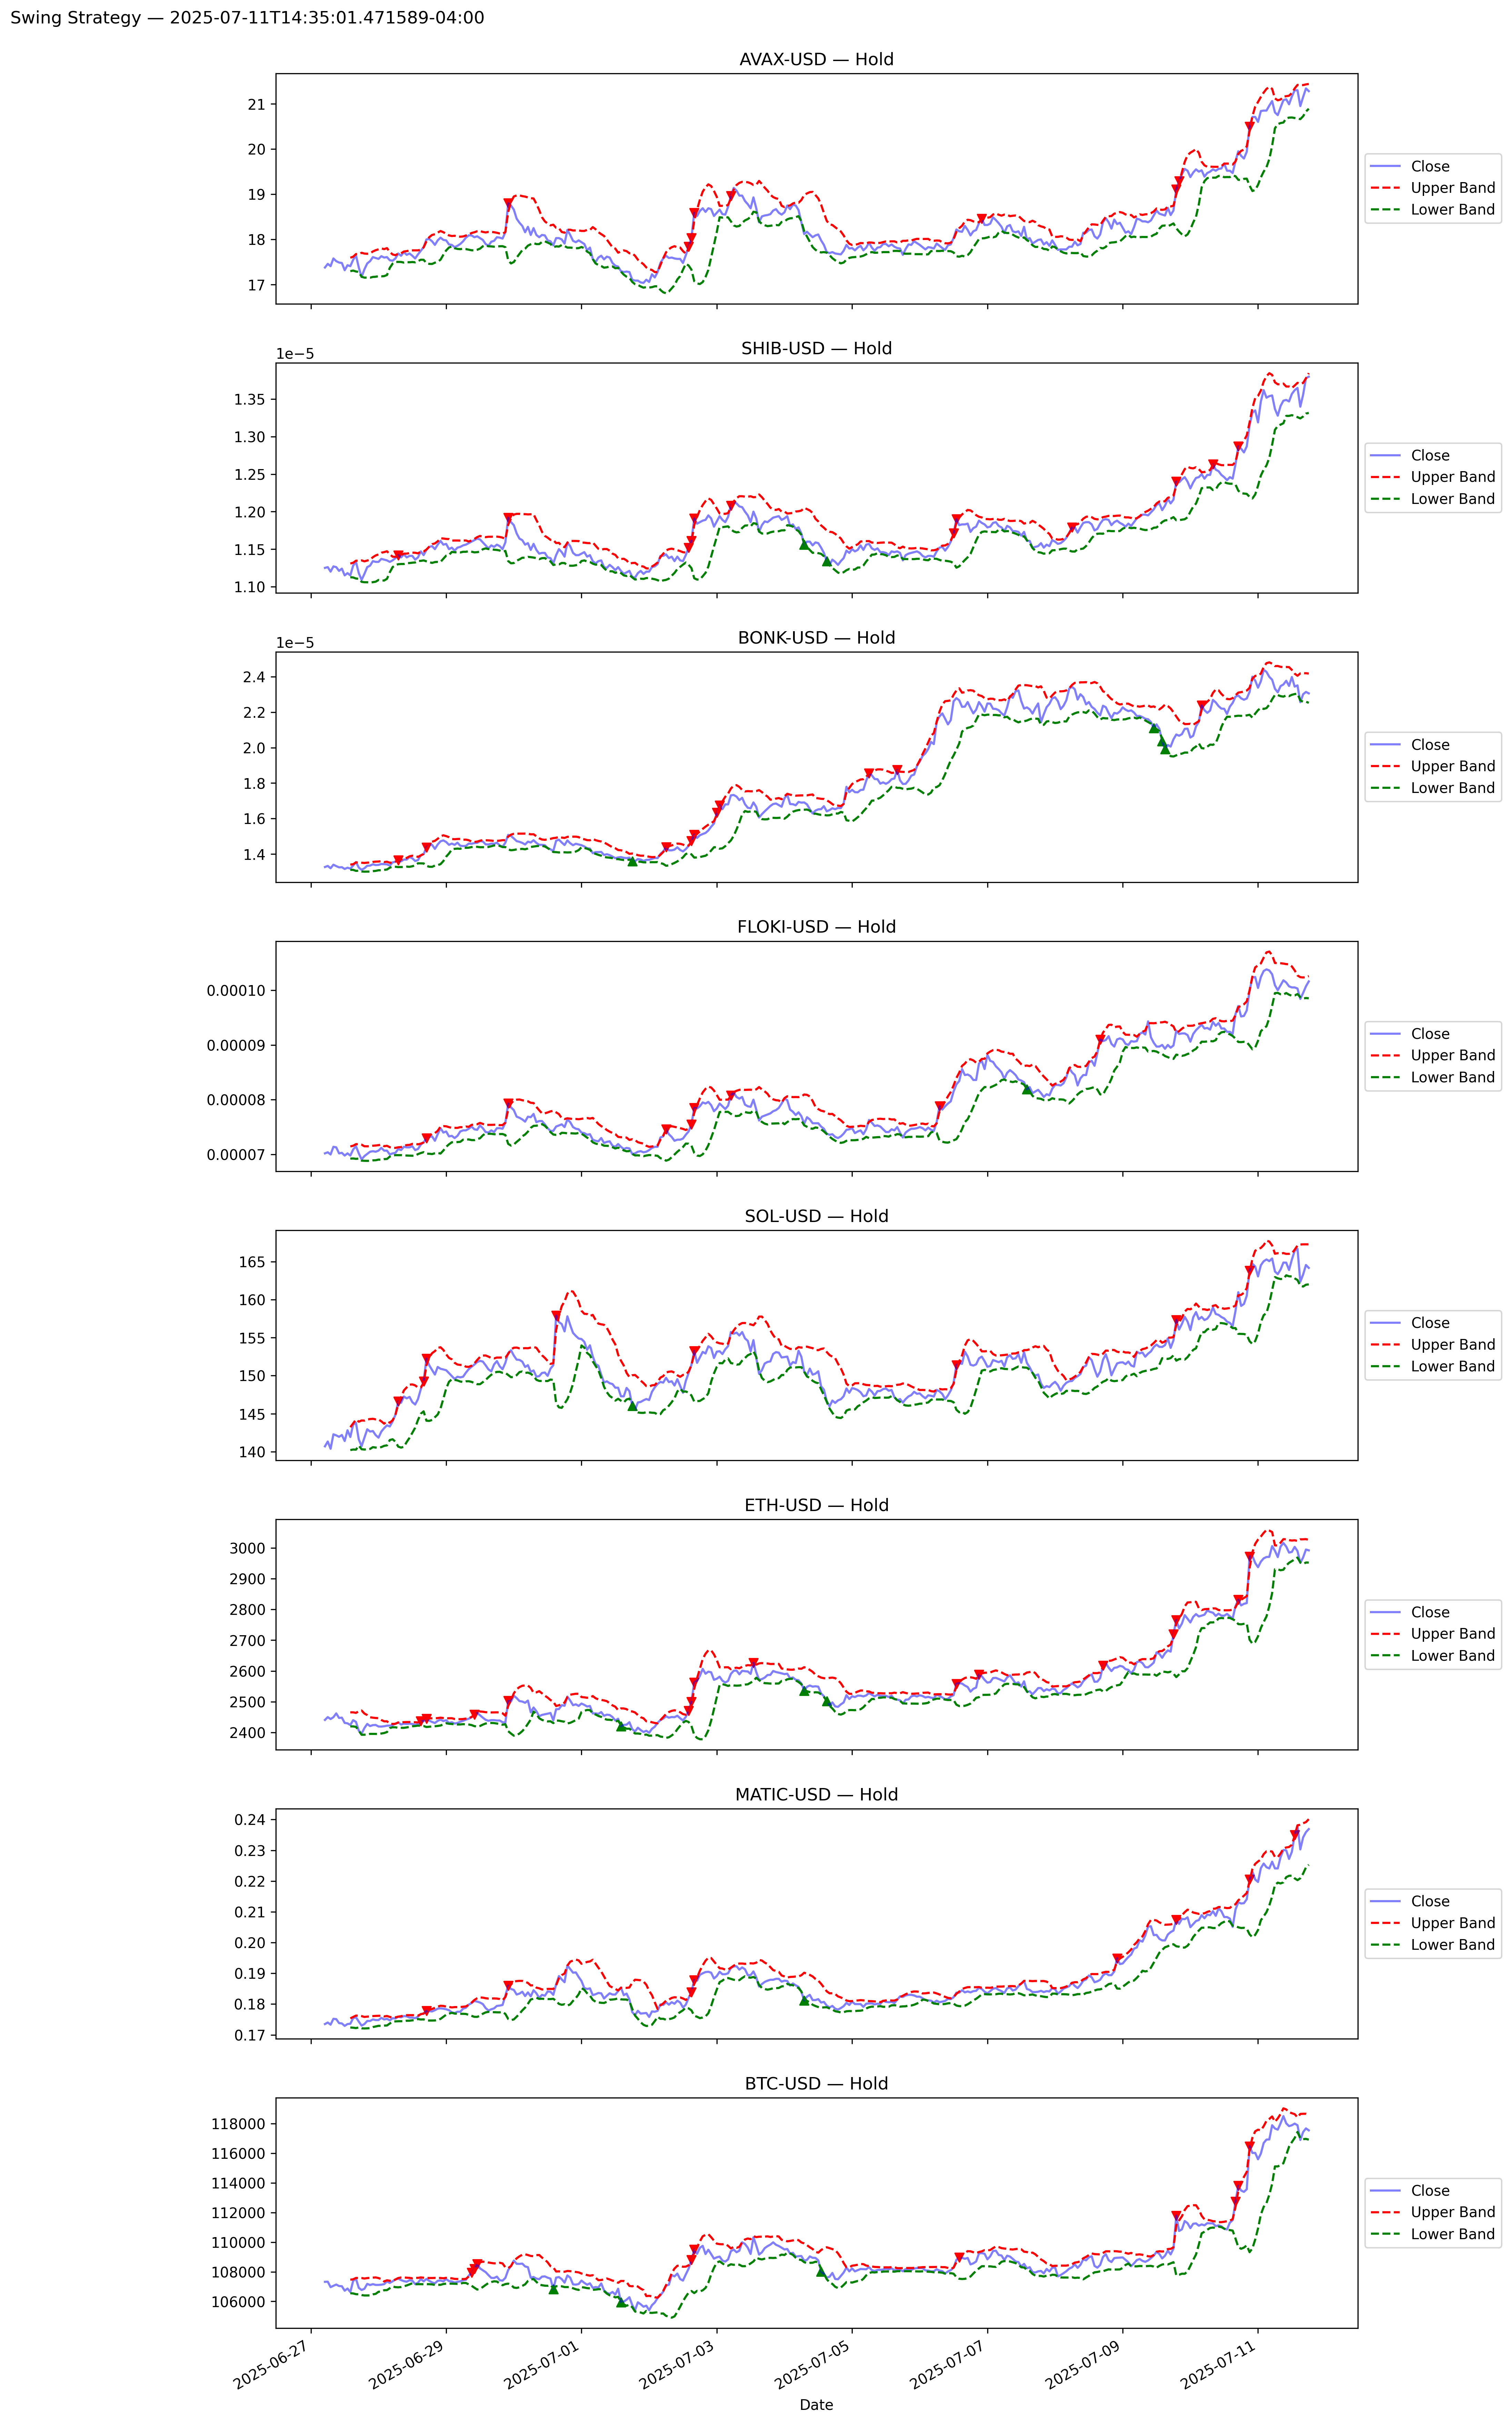 Swing Strategy — 2025-07-11T14:35:01.471589-04:00
AVAX-USD — Hold
21
20
19
18
17
Close
Upper Band
Lower Band
SHIB-USD — Hold
1e−5
1.35
1.30
1.25
1.20
1.15
1.10
Close
Upper Band
Lower Band
BONK-USD — Hold
1e−5
2.4
2.2
2.0
1.8
1.6
1.4
Close
Upper Band
Lower Band
FLOKI-USD — Hold
0.00010
0.00009
0.00008
0.00007
Close
Upper Band
Lower Band
SOL-USD — Hold
165
160
155
150
145
140
Close
Upper Band
Lower Band
ETH-USD — Hold
3000
2900
2800
2700
2600
2500
2400
Close
Upper Band
Lower Band
MATIC-USD — Hold
0.24
0.23
0.22
0.21
0.20
0.19
0.18
0.17
Close
Upper Band
Lower Band
BTC-USD — Hold
118000
116000
114000
112000
110000
108000
106000
Close
Upper Band
Lower Band
2025-06-27
2025-06-29
2025-07-01
2025-07-03
2025-07-05
2025-07-07
2025-07-09
2025-07-11
Date